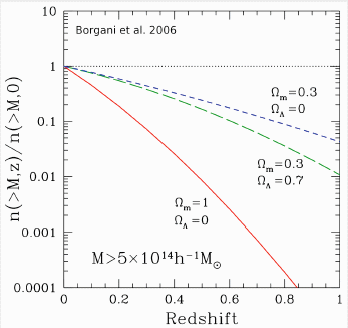 10
Borgani et al. 2006
1
Ωm=0.3
ΩΛ=0
0.1
Ωm=0.3
ΩΛ=0.7
0.01
Ωm=1
ΩΛ=0
0.001
M>5×10¹⁴h⁻¹M☉
0.0001
0 0.2 0.4 0.6 0.8 1
Redshift
n(>M,z)/n(>M,0)